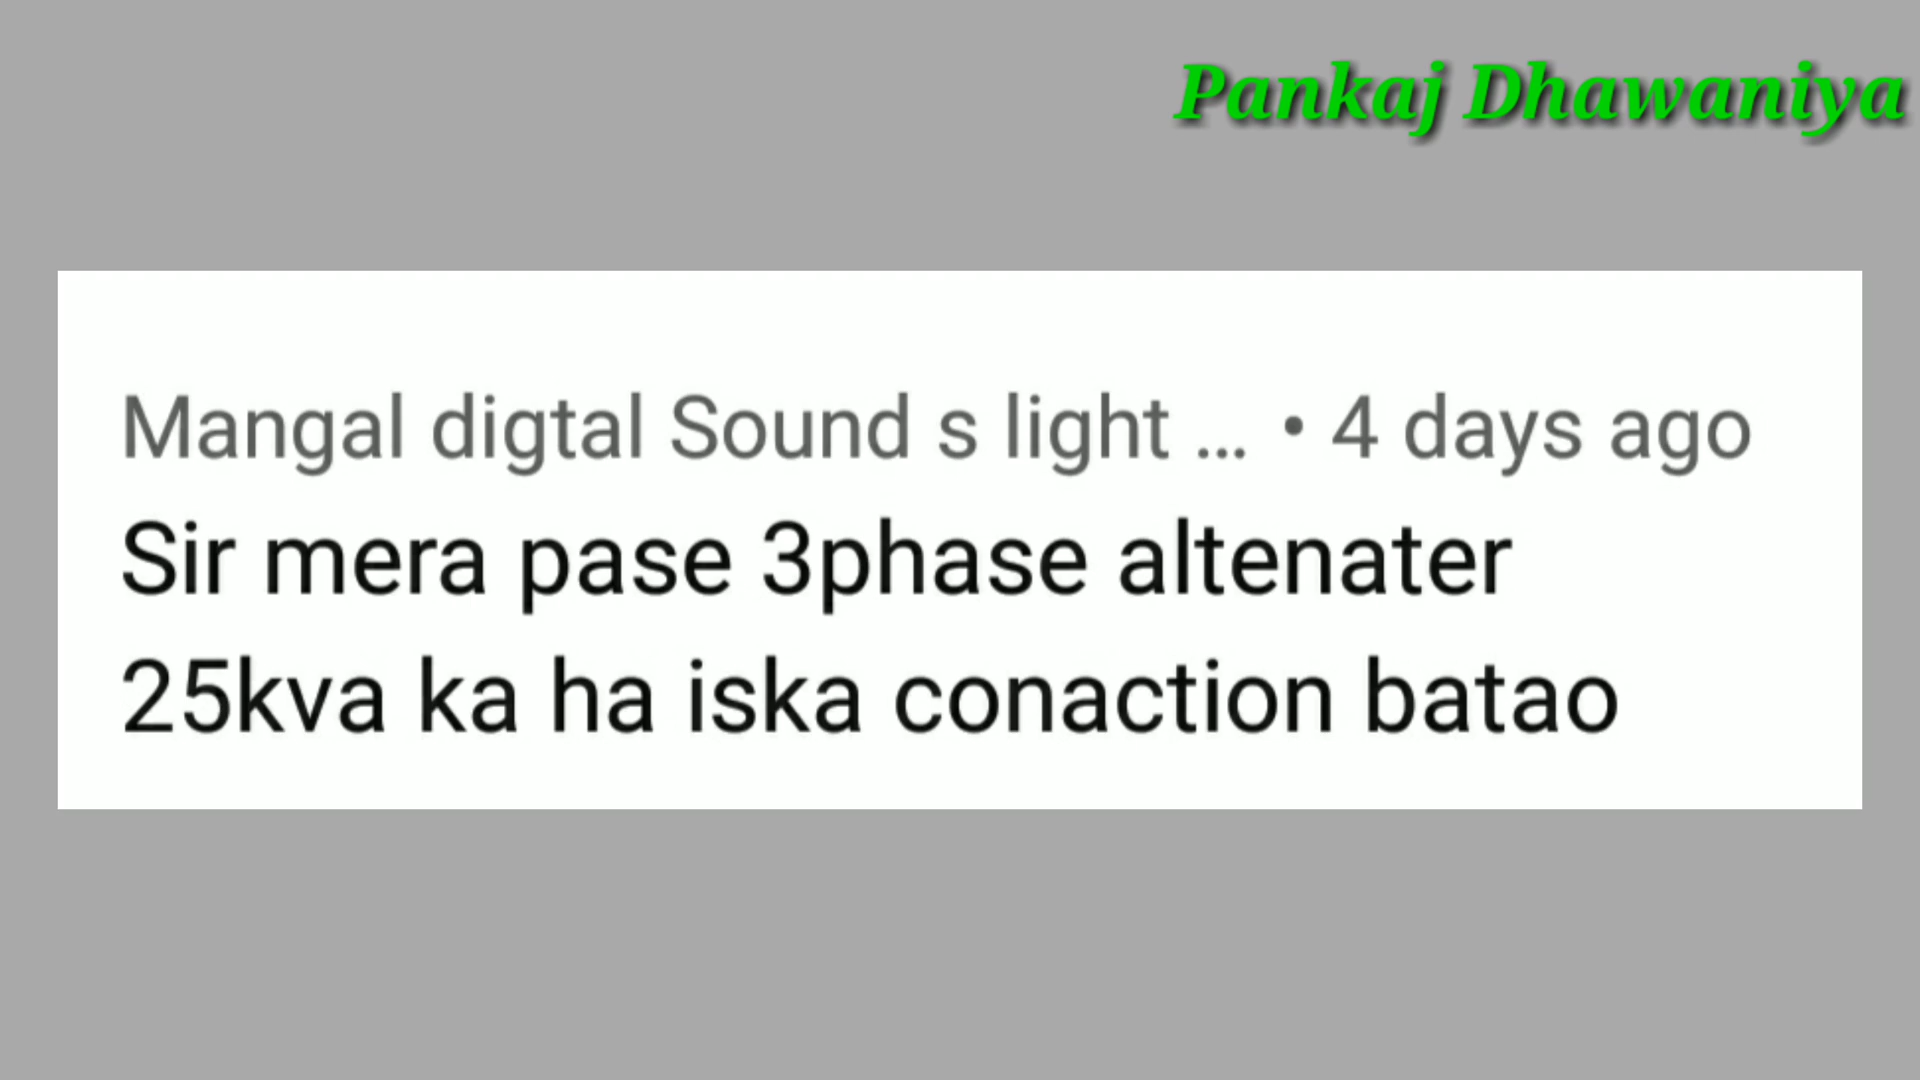 Pankaj Dhawaniya
Mangal digtal Sound s light ... • 4 days ago
Sir mera pase 3phase altenater
25kva ka ha iska conaction batao